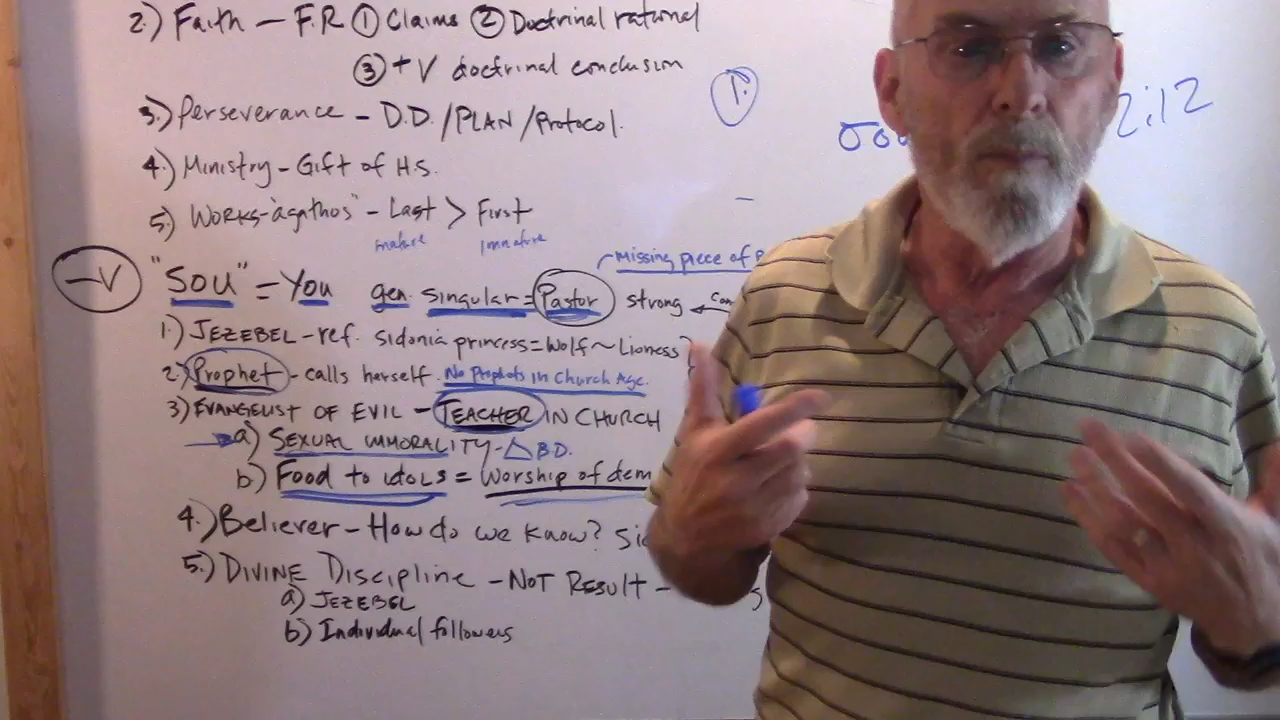 2.) Faith – F.R ① Claims ② Doctrinal rational
③ + V doctrinal conclusion
3.) Perseverance – D.D./PLAN/Protocol.
1.
2:12
4.) Ministry – Gift of H.S.
5.) Works - "agathos" – Last > First
mature immature
Missing piece of
–V "SOU" = You gen. singular = Pastor strong
1.) JEZEBEL – ref. sidonia princess = Wolf ~ Lioness?
2.) Prophet – calls herself. No Prophets in Church Age.
3) EVANGELIST OF EVIL – TEACHER IN CHURCH
a) SEXUAL IMMORALITY – △ B.D.
b) Food to idols = Worship of dem
4.) Believer – How do we know?
5.) DIVINE Discipline – NOT RESULT –
a) JEZEBEL
b) Individual followers